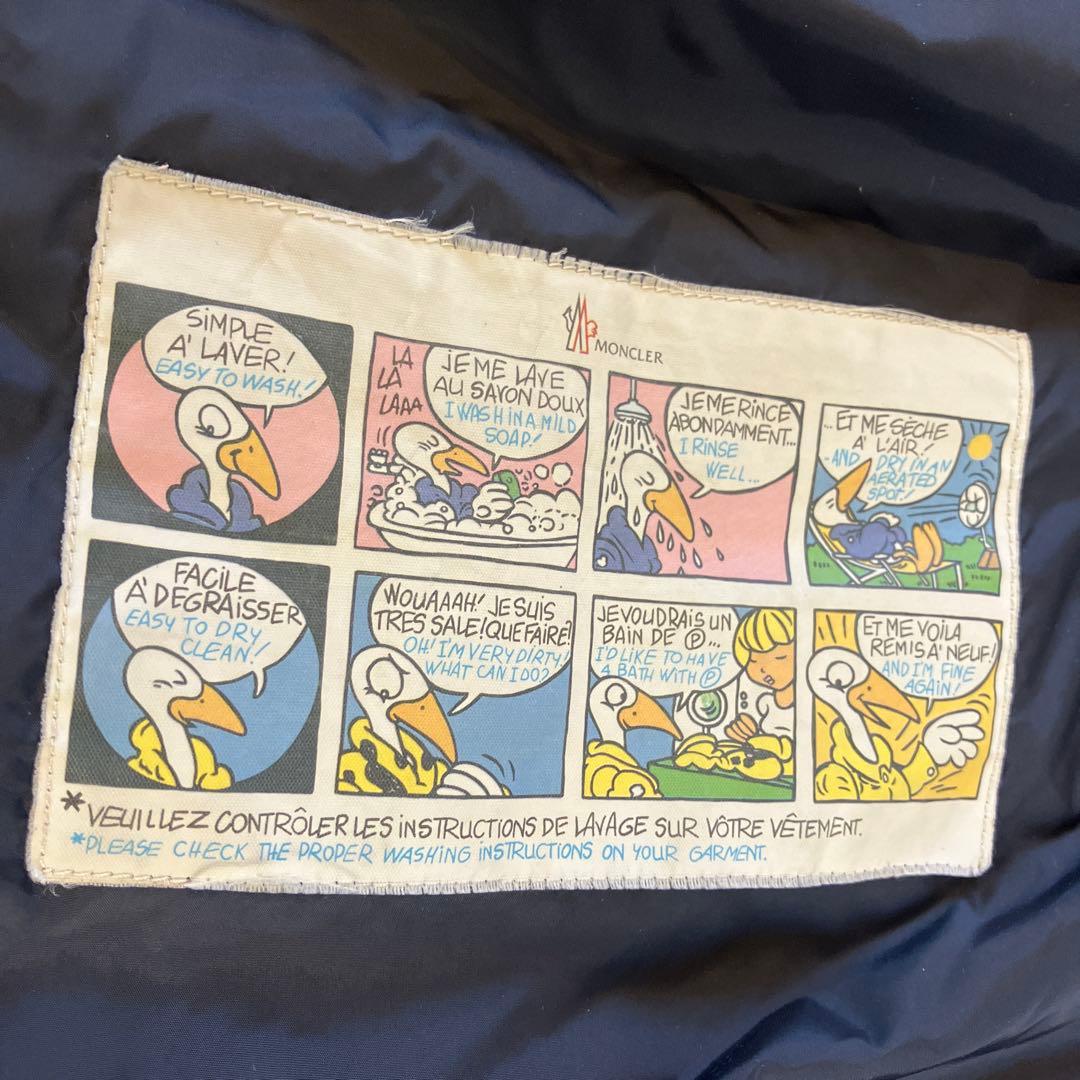 MONCLER
SiMPLE
A' LAVER!
EASY TO WASH!
LA
LA
LAAA
JE ME LAVE
AU SAVON DOUX
I WASH IN A MILD
SOAP!
JE ME RINCE
ABONDAMMENT...
I RINSE
WELL...
...ET ME SÈCHE
A' L'AIR!
-AND I DRY IN AN
AERATED
SPOT!
FACILE
A' DÉGRAISSER
EASY TO DRY
CLEAN!
WOUAAAH! JE SUIS
TRES SALE! QUE FAIRE?
OH! I'M VERY DIRTY!
WHAT CAN I DO?
JE VOUDRAIS UN
BAIN DE Ⓟ...
I'D LIKE TO HAVE
A BATH WITH Ⓟ
ET ME VOILA
REMIS A' NEUF!
AND I'M FINE
AGAIN!
*VEUILLEZ CONTRÔLER LES iNSTRUCTIONS DE LAVAGE SUR VÔTRE VÊTEMENT.
*PLEASE CHECK THE PROPER WASHING iNSTRUCTIONS ON YOUR GARMENT.